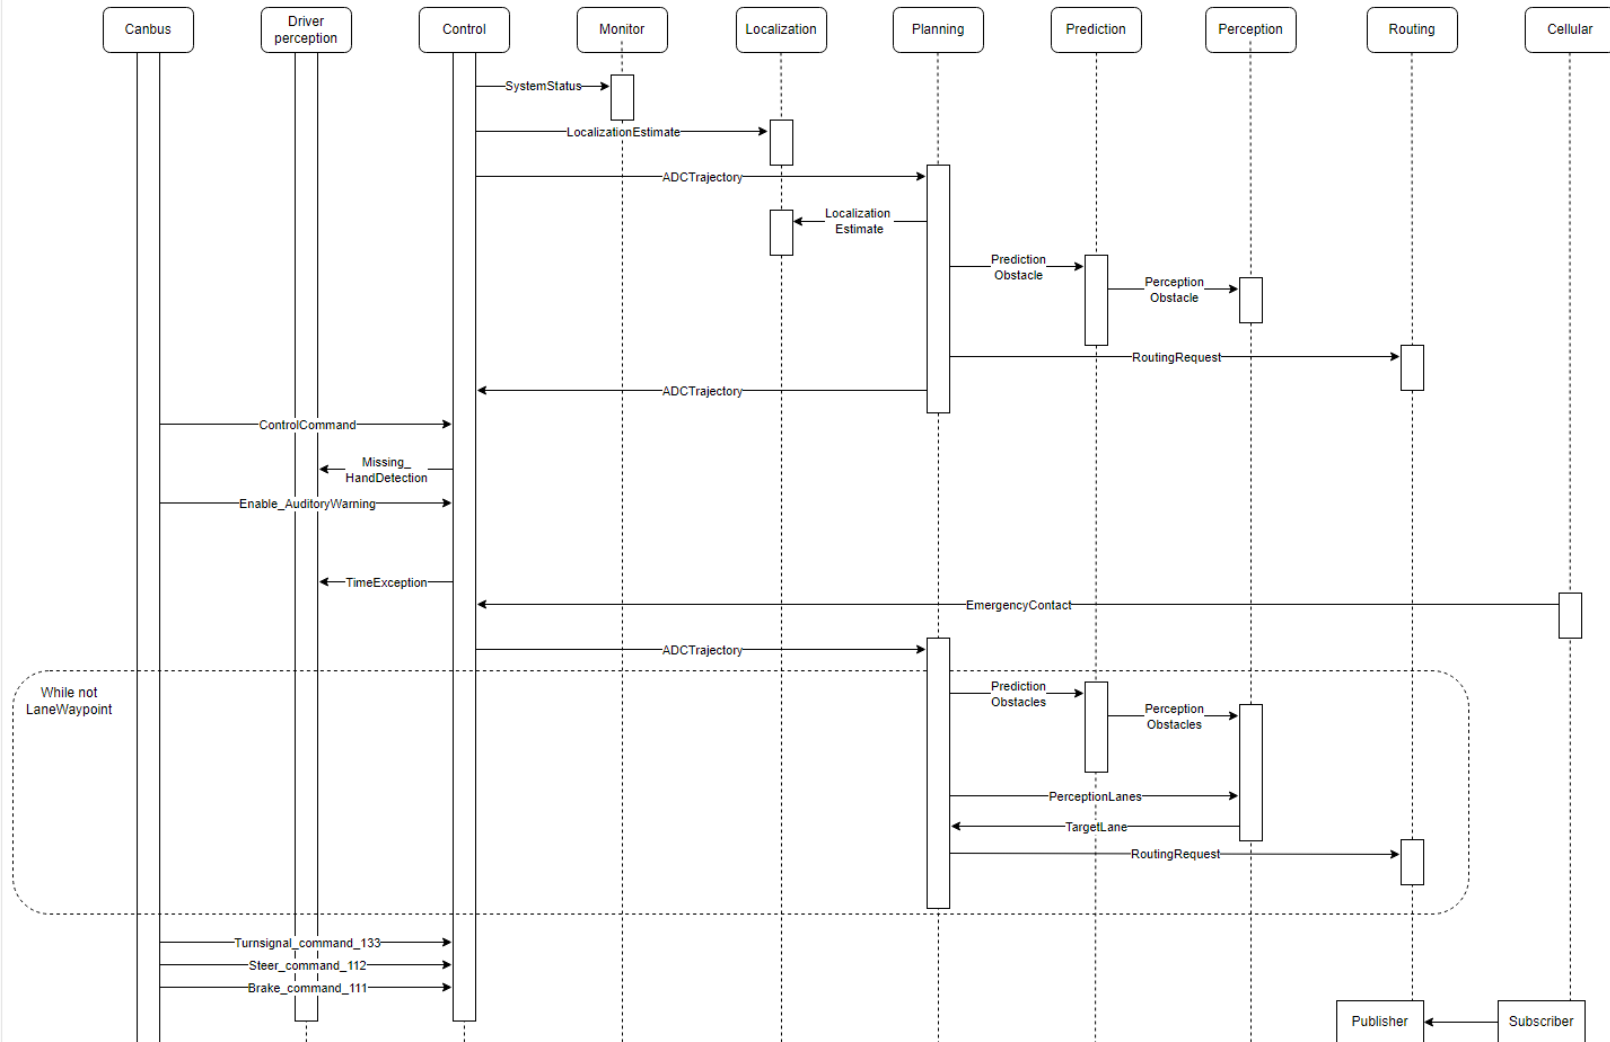 Canbus
Driver
perception
Control
Monitor
Localization
Planning
Prediction
Perception
Routing
Cellular
SystemStatus
LocalizationEstimate
ADCTrajectory
Localization
Estimate
Prediction
Obstacle
Perception
Obstacle
RoutingRequest
ADCTrajectory
ControlCommand
Missing_
HandDetection
Enable_AuditoryWarning
TimeException
EmergencyContact
ADCTrajectory
While not
LaneWaypoint
Prediction
Obstacles
Perception
Obstacles
PerceptionLanes
TargetLane
RoutingRequest
Turnsignal_command_133
Steer_command_112
Brake_command_111
Publisher
Subscriber